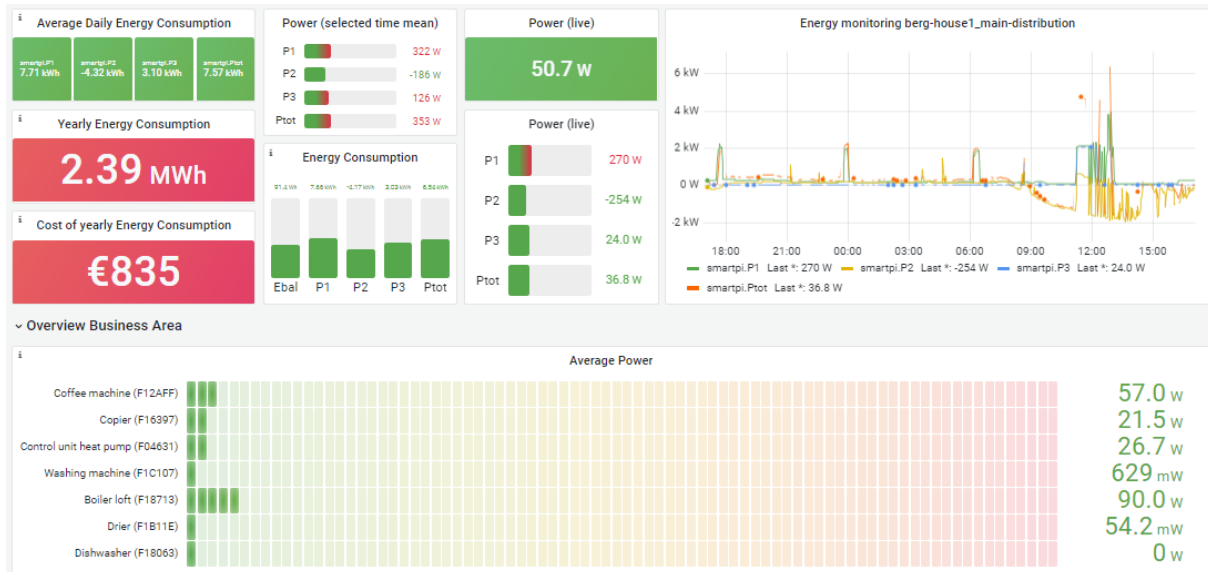 Average Daily Energy Consumption
smartpi.P1
7.71 kWh
smartpi.P2
-4.32 kWh
smartpi.P3
3.10 kWh
smartpi.Ptot
7.57 kWh
Yearly Energy Consumption
2.39 MWh
Cost of yearly Energy Consumption
€835
Power (selected time mean)
P1 322 W
P2 -186 W
P3 126 W
Ptot 353 W
Energy Consumption
Ebal P1 P2 P3 Ptot
Power (live)
50.7 W
Power (live)
P1 270 W
P2 -254 W
P3 24.0 W
Ptot 36.8 W
Energy monitoring berg-house1_main-distribution
6 kW
4 kW
2 kW
0 W
-2 kW
18:00 21:00 00:00 03:00 06:00 09:00 12:00 15:00
smartpi.P1 Last *: 270 W smartpi.P2 Last *: -254 W smartpi.P3 Last *: 24.0 W
smartpi.Ptot Last *: 36.8 W
Overview Business Area
Average Power
Coffee machine (F12AFF) 57.0 W
Copier (F16397) 21.5 W
Control unit heat pump (F04631) 26.7 W
Washing machine (F1C107) 629 mW
Boiler loft (F18713) 90.0 W
Drier (F1B11E) 54.2 mW
Dishwasher (F18063) 0 W